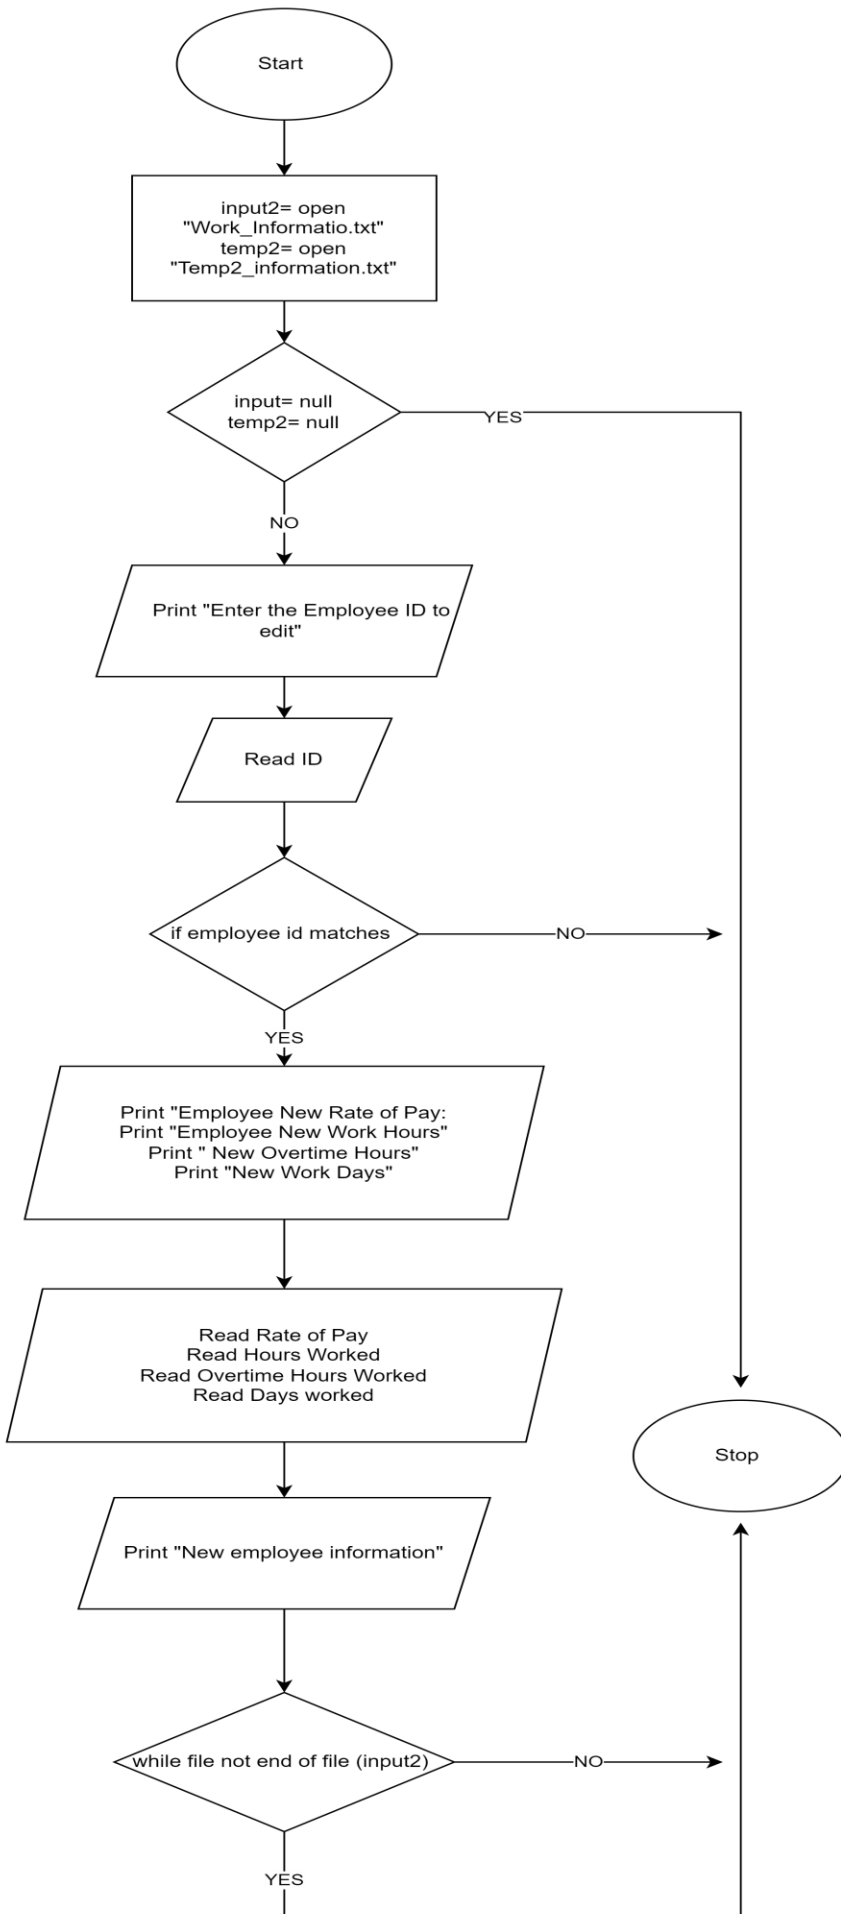 Start
input2= open
"Work_Informatio.txt"
temp2= open
"Temp2_information.txt"
input= null
temp2= null
YES
NO
Print "Enter the Employee ID to
edit"
Read ID
if employee id matches
NO
YES
Print "Employee New Rate of Pay:
Print "Employee New Work Hours"
Print " New Overtime Hours"
Print "New Work Days"
Read Rate of Pay
Read Hours Worked
Read Overtime Hours Worked
Read Days worked
Stop
Print "New employee information"
while file not end of file (input2)
NO
YES